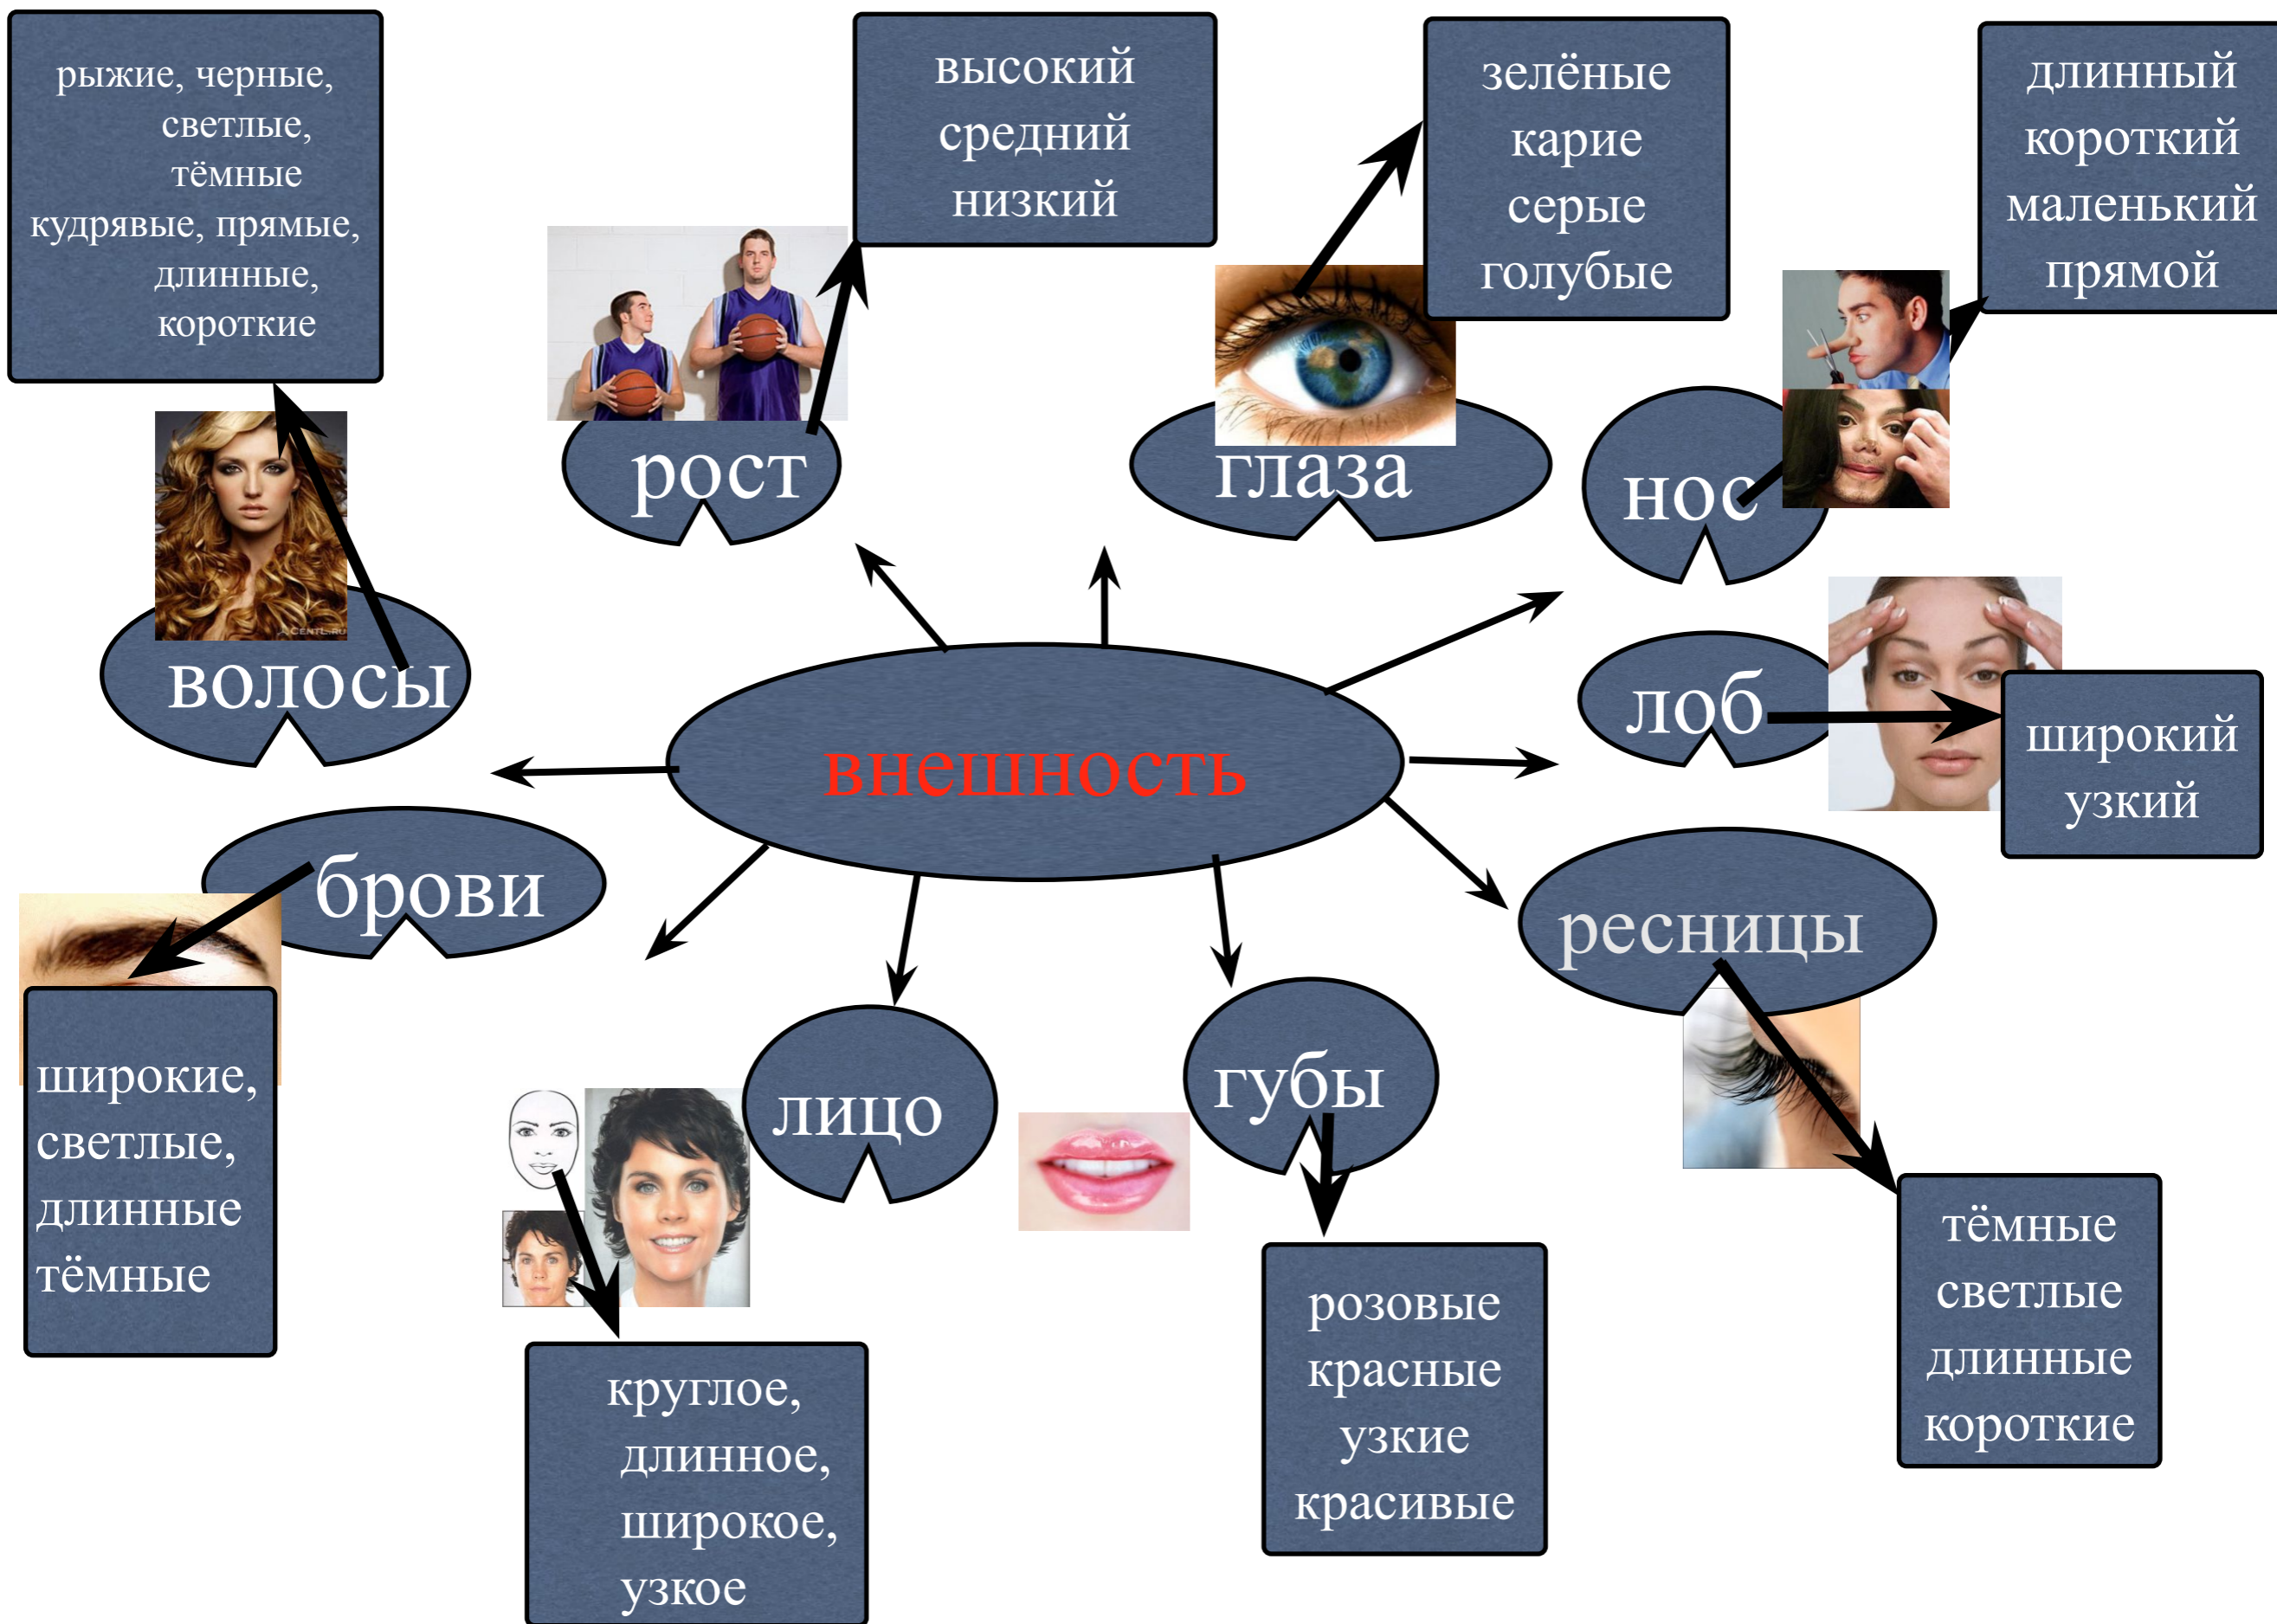 рыжие, черные,
светлые,
тёмные
кудрявые, прямые,
длинные,
короткие
высокий
средний
низкий
зелёные
карие
серые
голубые
длинный
короткий
маленький
прямой
рост
глаза
нос
ACENTI.RU
волосы
лоб
широкий
узкий
внешность
брови
ресницы
широкие,
светлые,
длинные
тёмные
лицо
губы
круглое,
длинное,
широкое,
узкое
розовые
красные
узкие
красивые
тёмные
светлые
длинные
короткие